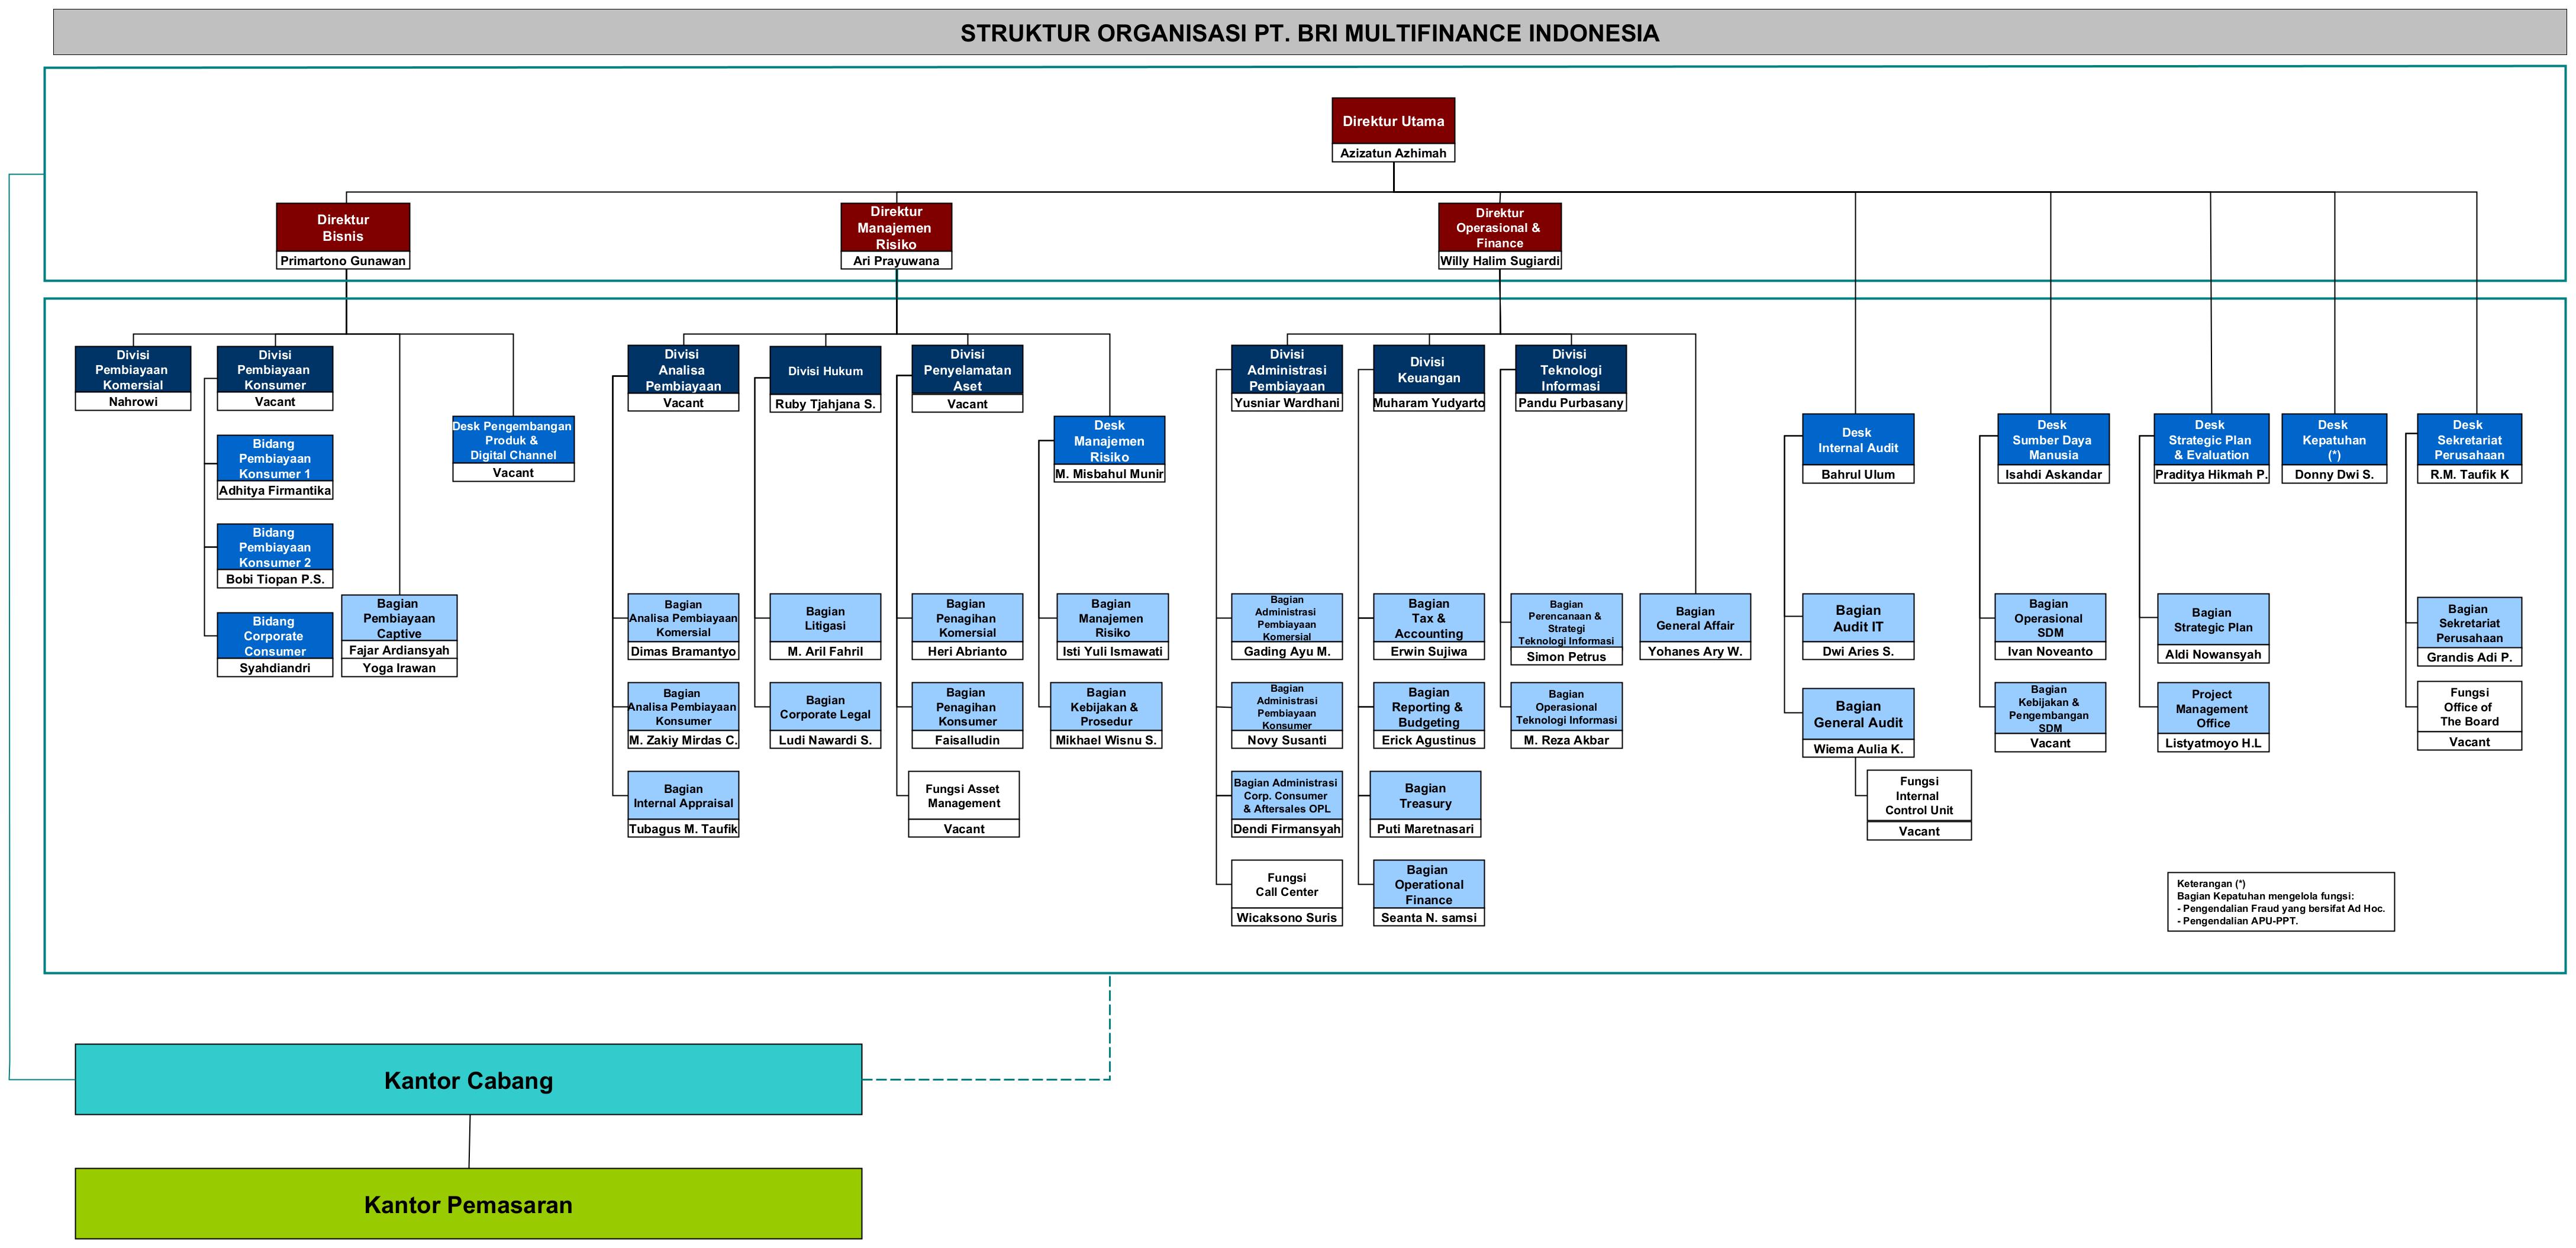 STRUKTUR ORGANISASI PT. BRI MULTIFINANCE INDONESIA
Direktur Utama
Azizatun Azhimah
Direktur
Bisnis
Primartono Gunawan
Direktur
Manajemen
Risiko
Ari Prayuwana
Direktur
Operasional &
Finance
Willy Halim Sugiardi
Divisi
Pembiayaan
Komersial
Nahrowi
Divisi
Pembiayaan
Konsumer
Vacant
Bidang
Pembiayaan
Konsumer 1
Adhitya Firmantika
Bidang
Pembiayaan
Konsumer 2
Bobi Tiopan P.S.
Bidang
Corporate
Consumer
Syahdiandri
Bagian
Pembiayaan
Captive
Fajar Ardiansyah
Yoga Irawan
Desk Pengembangan
Produk &
Digital Channel
Vacant
Divisi
Analisa
Pembiayaan
Vacant
Bagian
Analisa Pembiayaan
Komersial
Dimas Bramantyo
Bagian
Analisa Pembiayaan
Konsumer
M. Zakiy Mirdas C.
Bagian
Internal Appraisal
Tubagus M. Taufik
Divisi Hukum
Ruby Tjahjana S.
Bagian
Litigasi
M. Aril Fahril
Bagian
Corporate Legal
Ludi Nawardi S.
Divisi
Penyelamatan
Aset
Vacant
Bagian
Penagihan
Komersial
Heri Abrianto
Bagian
Penagihan
Konsumer
Faisalludin
Fungsi Asset
Management
Vacant
Desk
Manajemen
Risiko
M. Misbahul Munir
Bagian
Manajemen
Risiko
Isti Yuli Ismawati
Bagian
Kebijakan &
Prosedur
Mikhael Wisnu S.
Divisi
Administrasi
Pembiayaan
Yusniar Wardhani
Bagian
Administrasi
Pembiayaan
Komersial
Gading Ayu M.
Bagian
Administrasi
Pembiayaan
Konsumer
Novy Susanti
Bagian Administrasi
Corp. Consumer
& Aftersales OPL
Dendi Firmansyah
Fungsi
Call Center
Wicaksono Suris
Divisi
Keuangan
Muharam Yudyarto
Bagian
Tax &
Accounting
Erwin Sujiwa
Bagian
Reporting &
Budgeting
Erick Agustinus
Bagian
Treasury
Puti Maretnasari
Bagian
Operational
Finance
Seanta N. samsi
Divisi
Teknologi
Informasi
Pandu Purbasany
Bagian
Perencanaan &
Strategi
Teknologi Informasi
Simon Petrus
Bagian
Operasional
Teknologi Informasi
M. Reza Akbar
Bagian
General Affair
Yohanes Ary W.
Desk
Internal Audit
Bahrul Ulum
Bagian
Audit IT
Dwi Aries S.
Bagian
General Audit
Wiema Aulia K.
Fungsi
Internal
Control Unit
Vacant
Desk
Sumber Daya
Manusia
Isahdi Askandar
Bagian
Operasional
SDM
Ivan Noveanto
Bagian
Kebijakan &
Pengembangan
SDM
Vacant
Desk
Strategic Plan
& Evaluation
Praditya Hikmah P.
Bagian
Strategic Plan
Aldi Nowansyah
Project
Management
Office
Listyatmoyo H.L
Desk
Kepatuhan
(*)
Donny Dwi S.
Desk
Sekretariat
Perusahaan
R.M. Taufik K
Bagian
Sekretariat
Perusahaan
Grandis Adi P.
Fungsi
Office of
The Board
Vacant
Keterangan (*)
Bagian Kepatuhan mengelola fungsi:
- Pengendalian Fraud yang bersifat Ad Hoc.
- Pengendalian APU-PPT.
Kantor Cabang
Kantor Pemasaran